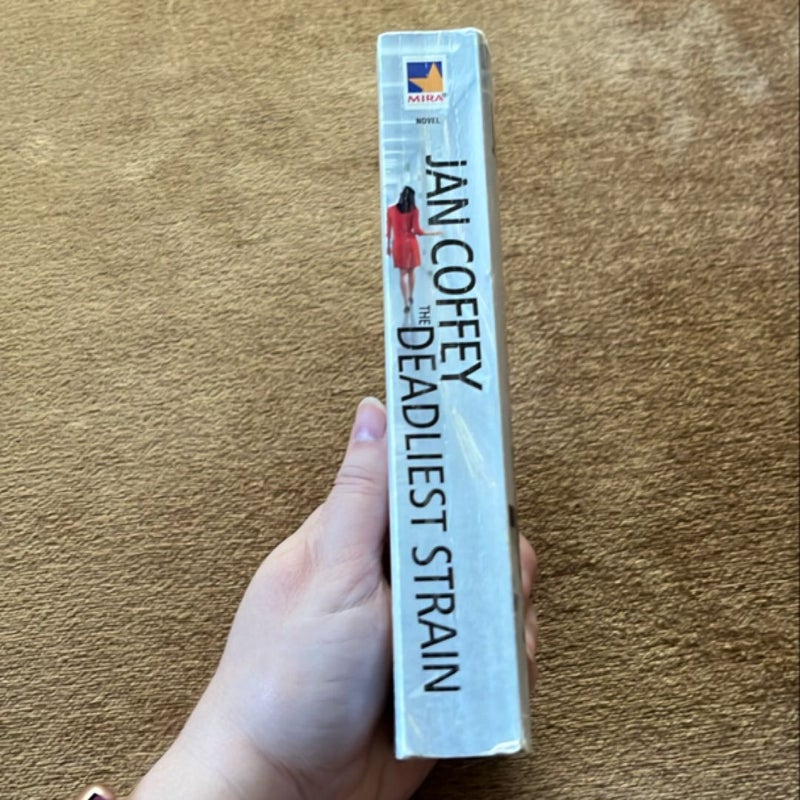 MIRA®
NOVEL
JAN COFFEY
THE
DEADLIEST STRAIN